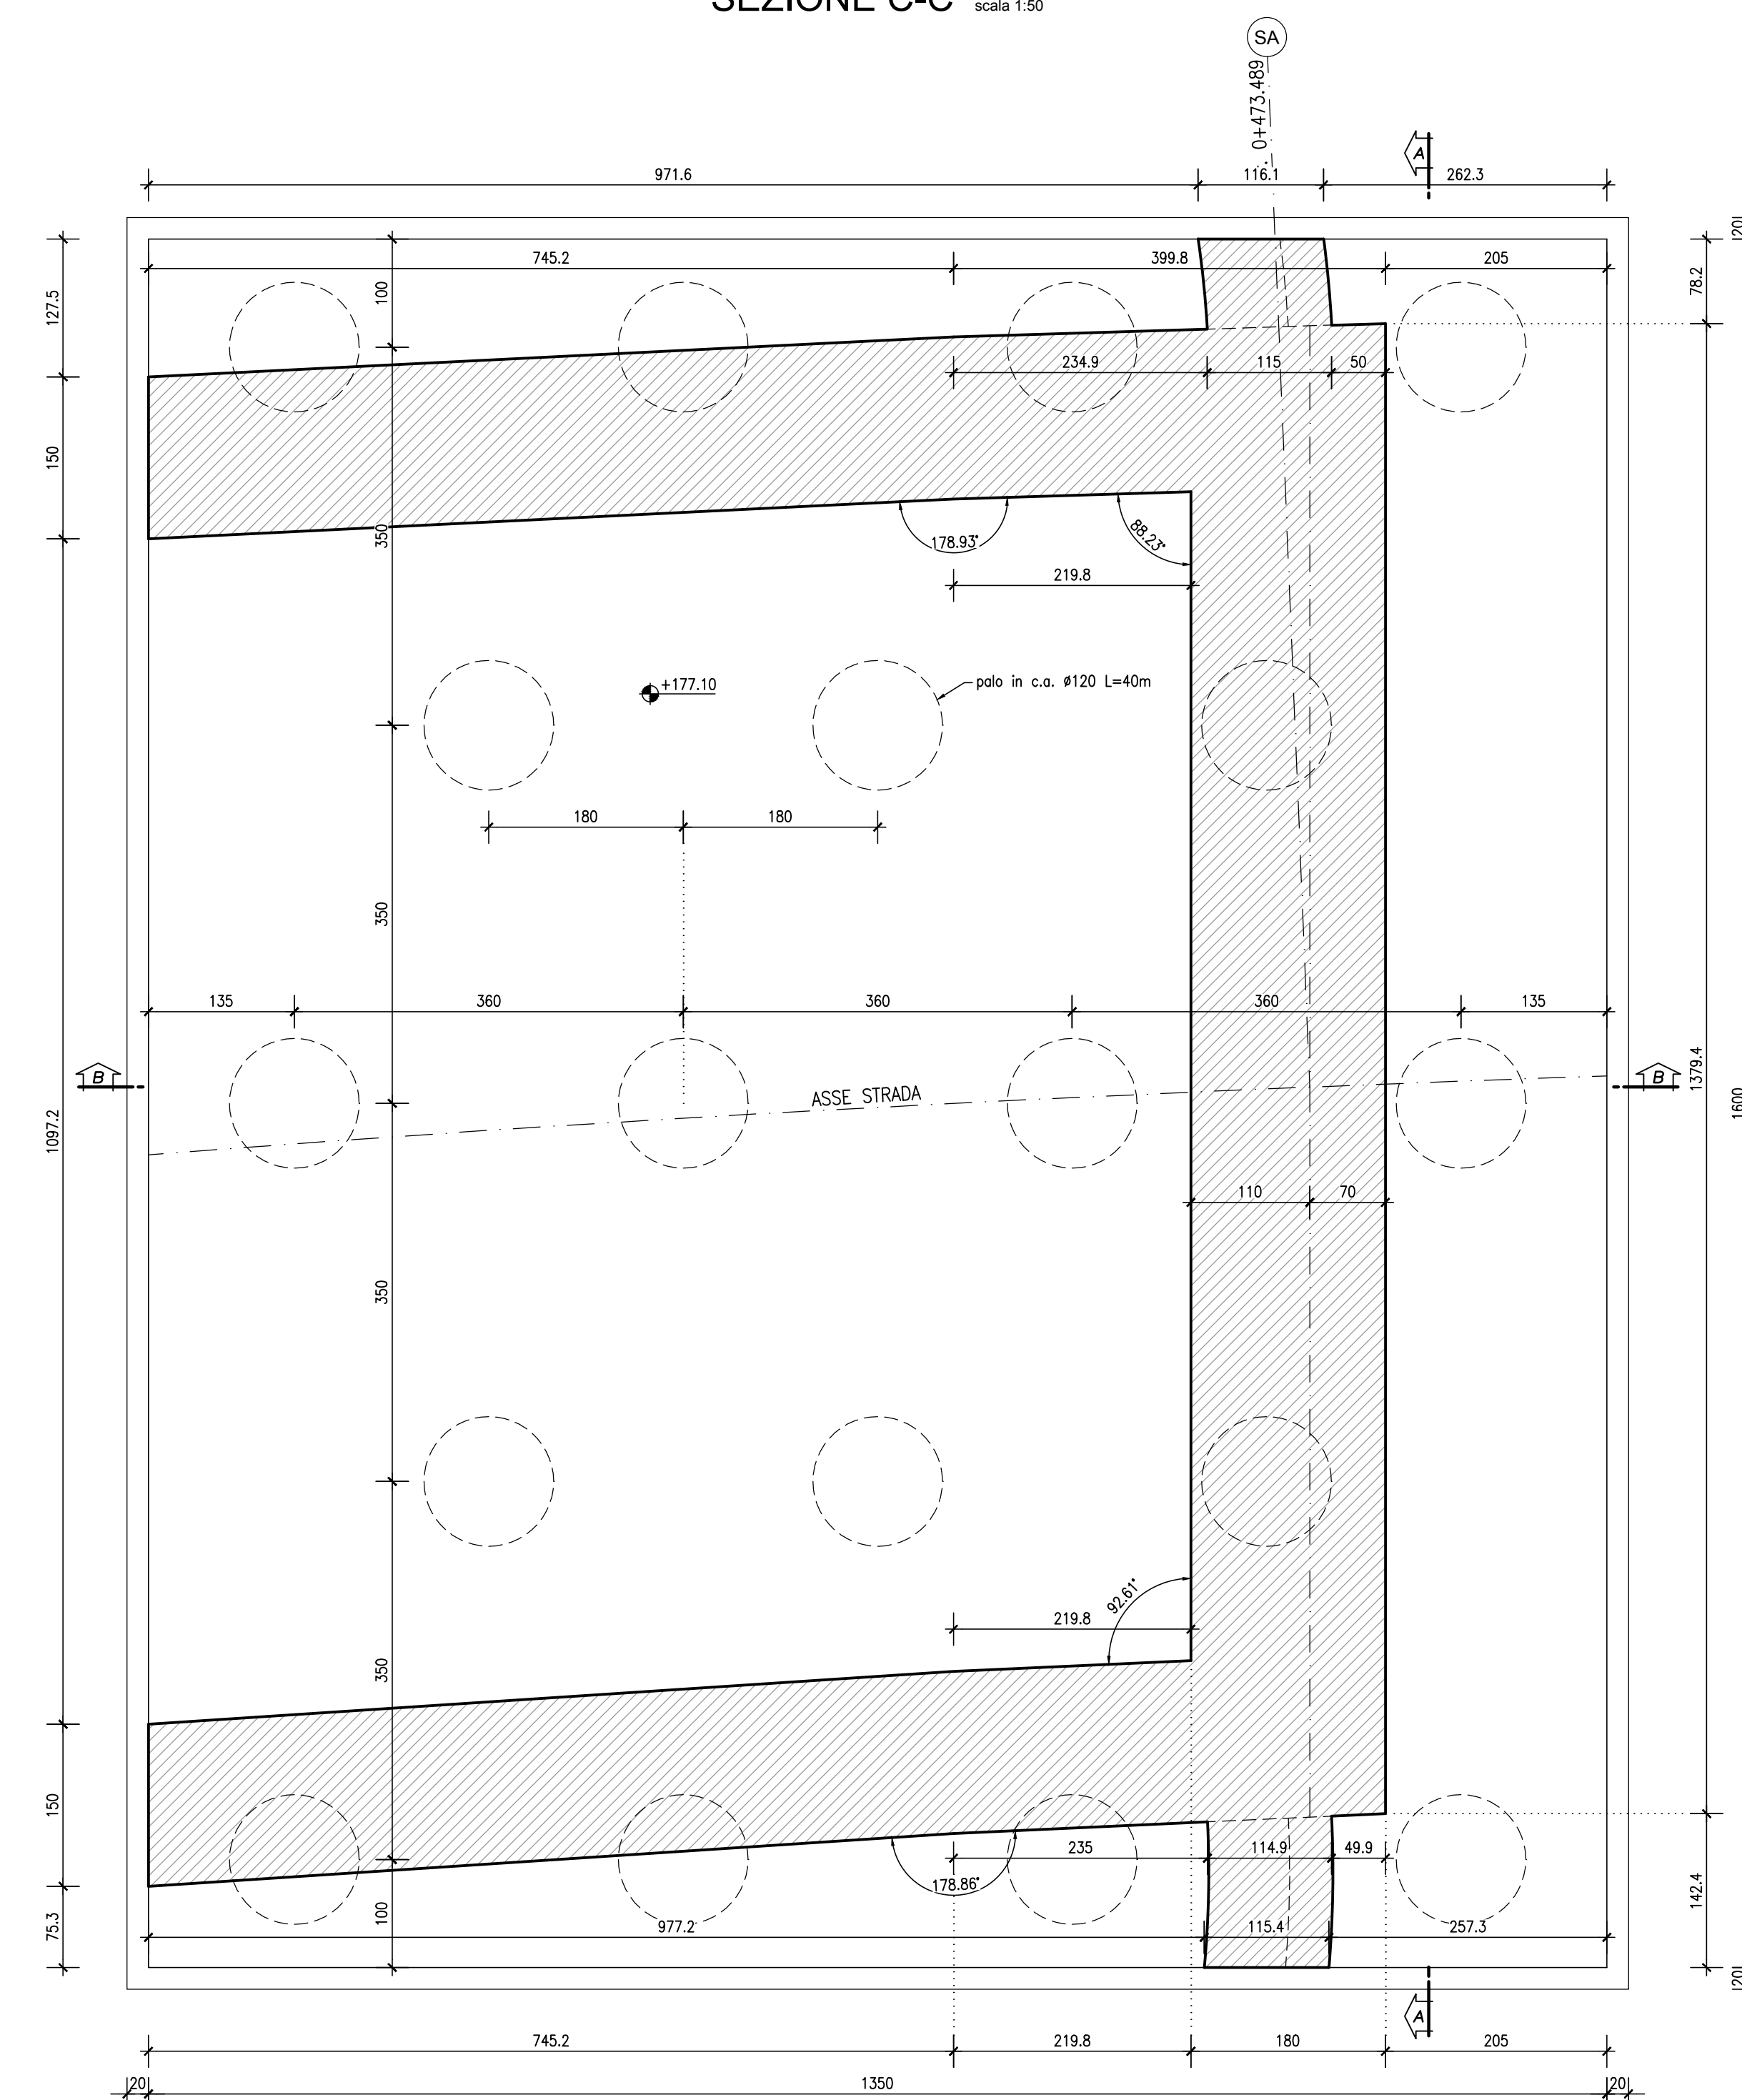 SEZIONE C-C scala 1:50
SA
0+473.489
A
971.6 116.1 262.3
20
745.2 399.8 205
127.5
100
78.2
234.9 115 50
150
350
178.93°
88.23°
219.8
+177.10
palo in c.a. ø120 L=40m
180 180
350
135 360 360 360 135
B
ASSE STRADA
B
1097.2
1379.4
1600
110 70
350
92.61°
219.8
350
150
235 114.9 49.9
178.86°
142.4
100
75.3
977.2 115.4 257.3
20
A
745.2 219.8 180 205
20 1350 20